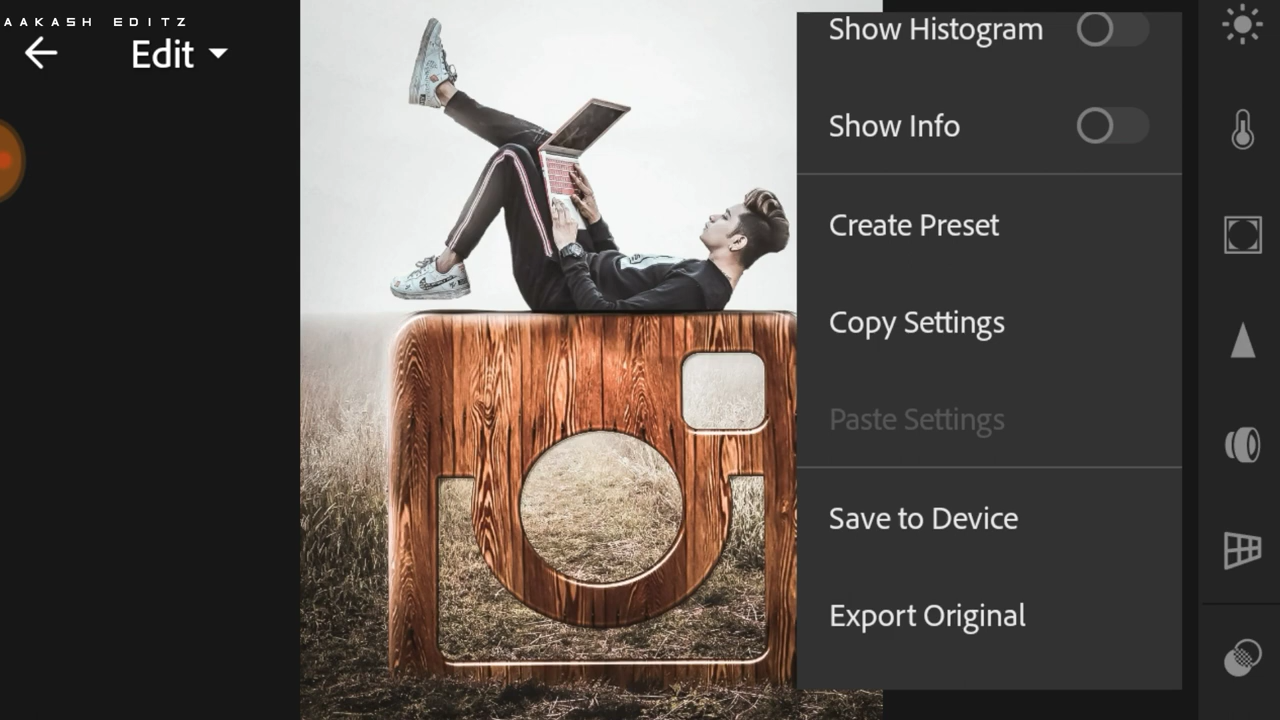 AAKASH EDITZ
Edit
Show Histogram
Show Info
Create Preset
Copy Settings
Paste Settings
Save to Device
Export Original